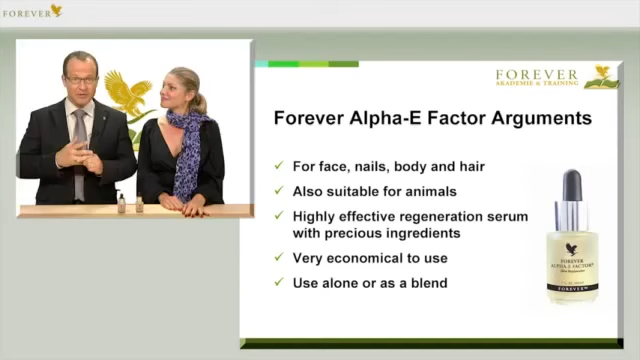 FOREVER
FOREVER
AKADEMIE & TRAINING
Forever Alpha-E Factor Arguments
For face, nails, body and hair
Also suitable for animals
Highly effective regeneration serum
with precious ingredients
Very economical to use
Use alone or as a blend
FOREVER
ALPHA-E FACTOR
FOREVER